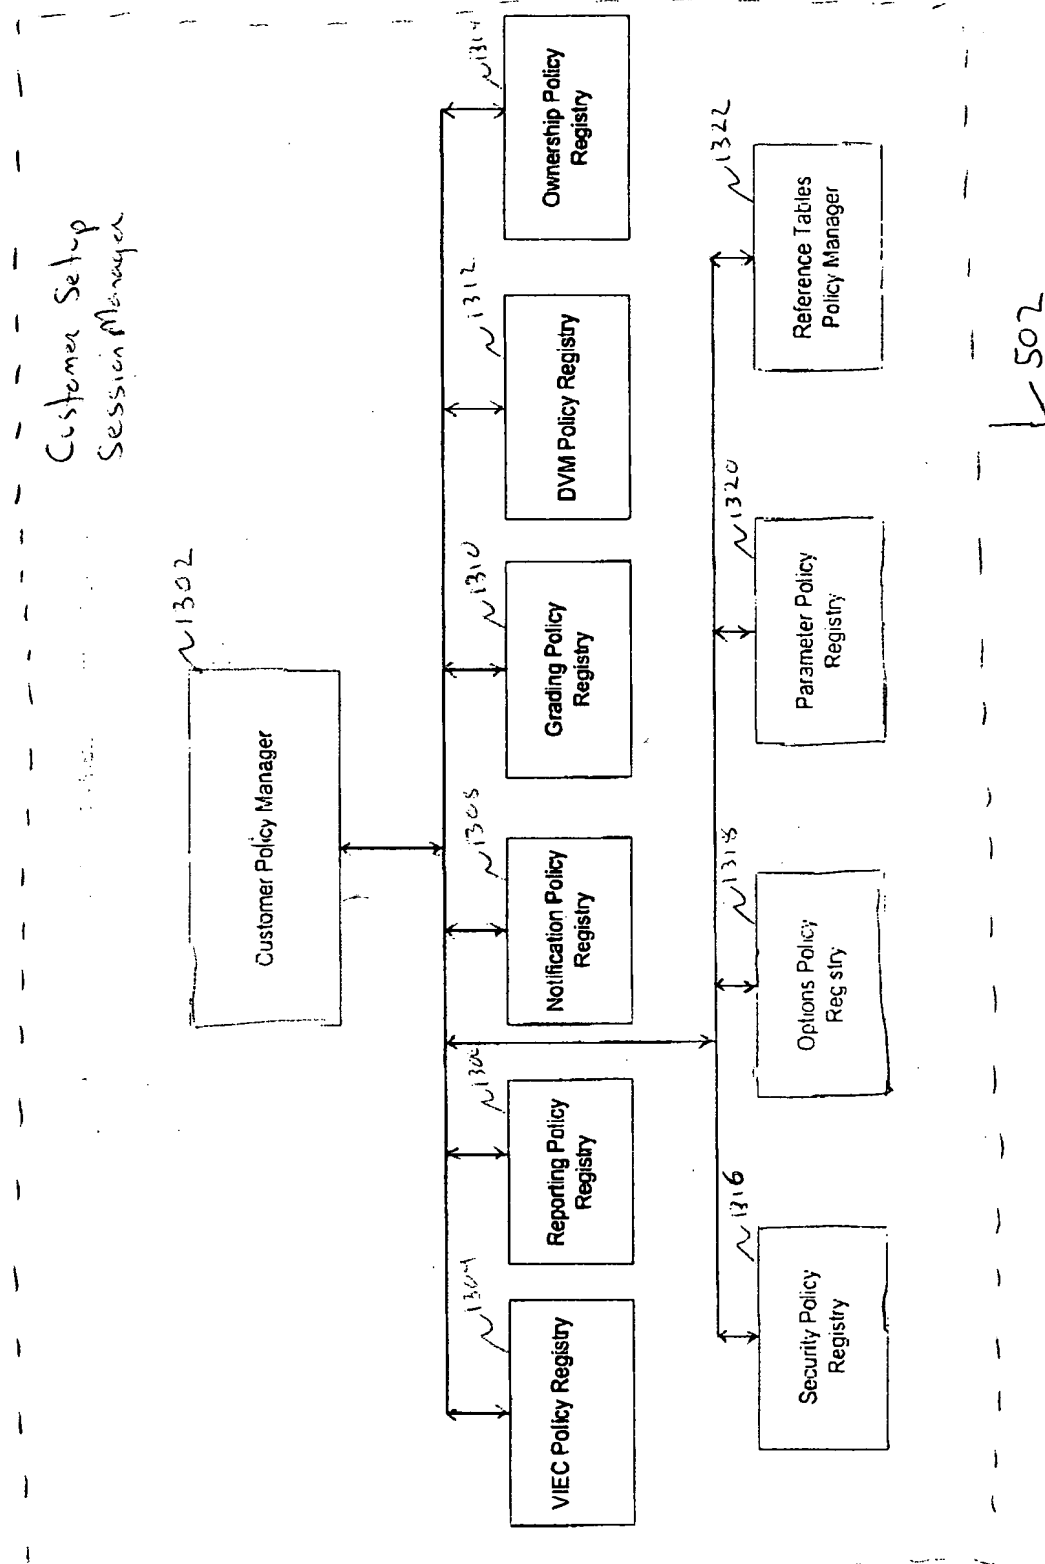 Customer Setup
Session Manager
1302
Customer Policy Manager
1304
VIEC Policy Registry
Reporting Policy
Registry
1308
Notification Policy
Registry
1310
Grading Policy
Registry
1312
DVM Policy Registry
1314
Ownership Policy
Registry
1316
Security Policy
Registry
1318
Options Policy
Registry
1320
Parameter Policy
Registry
1322
Reference Tables
Policy Manager
502